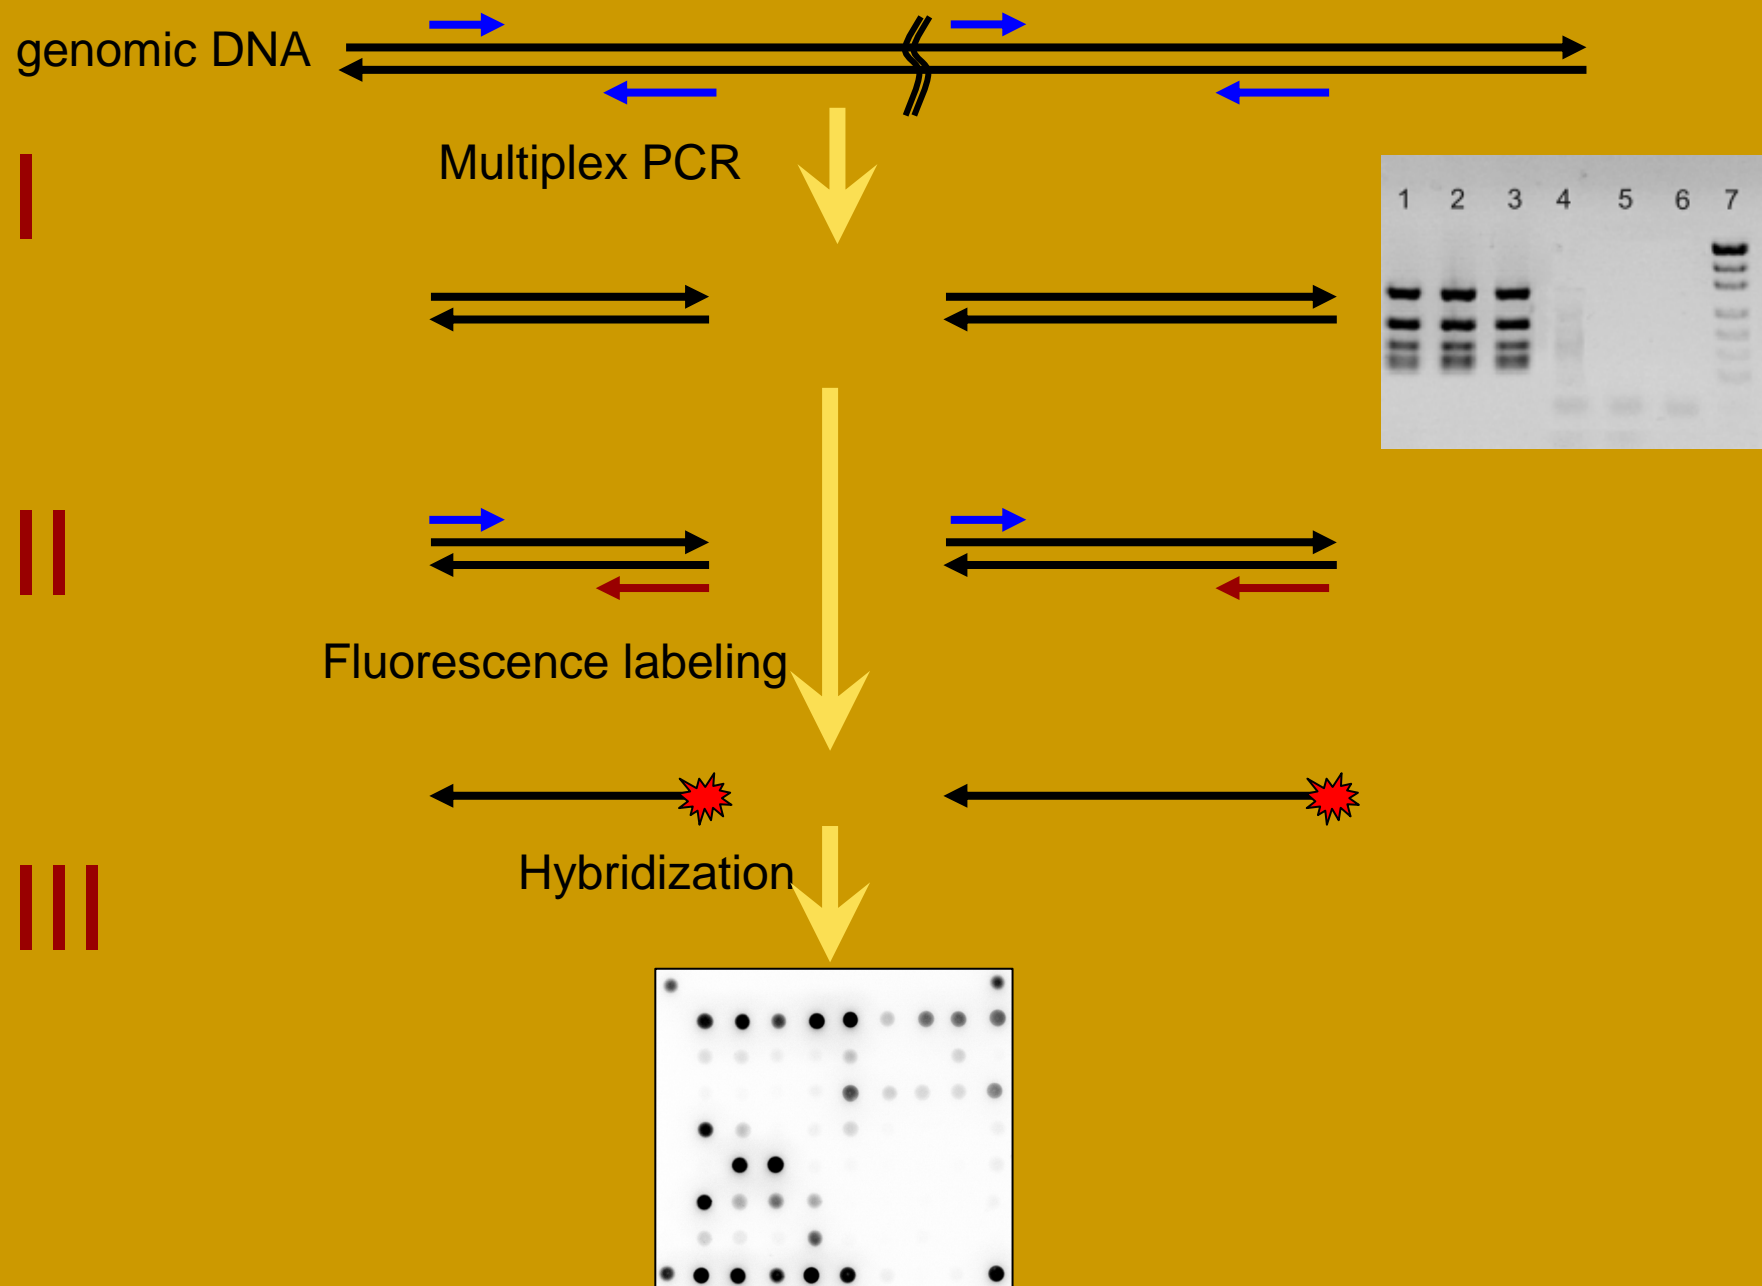 genomic DNA
I
Multiplex PCR
1 2 3 4 5 6 7
II
Fluorescence labeling
Hybridization
III